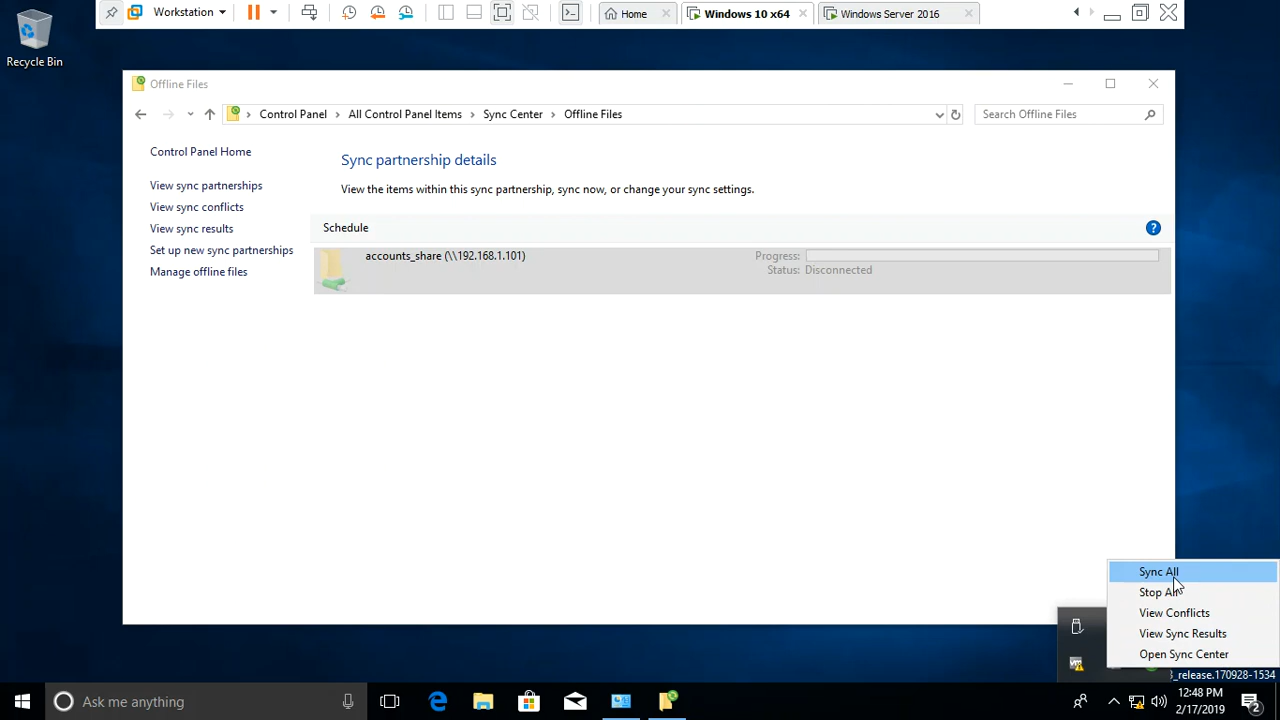 Workstation
Home
Windows 10 x64
Windows Server 2016
Recycle Bin
Offline Files
Control Panel
All Control Panel Items
Sync Center
Offline Files
Search Offline Files
Control Panel Home
View sync partnerships
View sync conflicts
View sync results
Set up new sync partnerships
Manage offline files
Sync partnership details
View the items within this sync partnership, sync now, or change your sync settings.
Schedule
accounts_share (\\192.168.1.101)
Progress:
Status: Disconnected
Sync All
Stop All
View Conflicts
View Sync Results
Open Sync Center
_release.170928-1534
Ask me anything
12:48 PM
2/17/2019
2